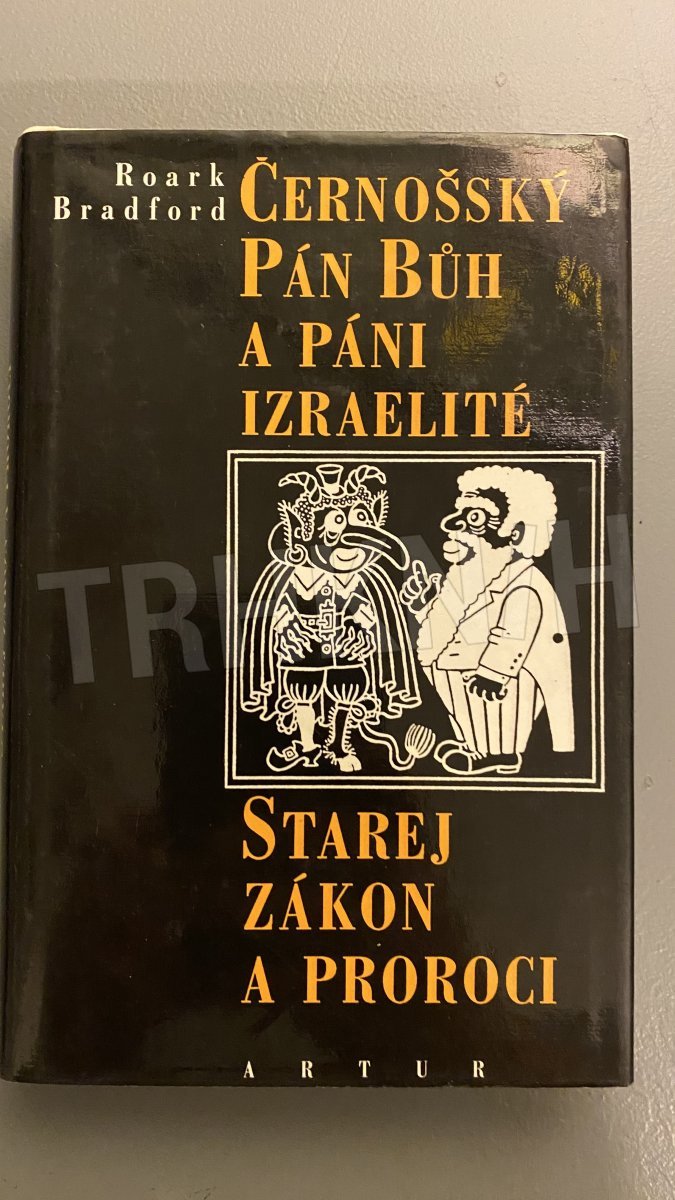 Roark
Bradford
ČERNOŠSKÝ
PÁN BŮH
A PÁNI
IZRAELITÉ
STAREJ
ZÁKON
A PROROCI
ARTUR